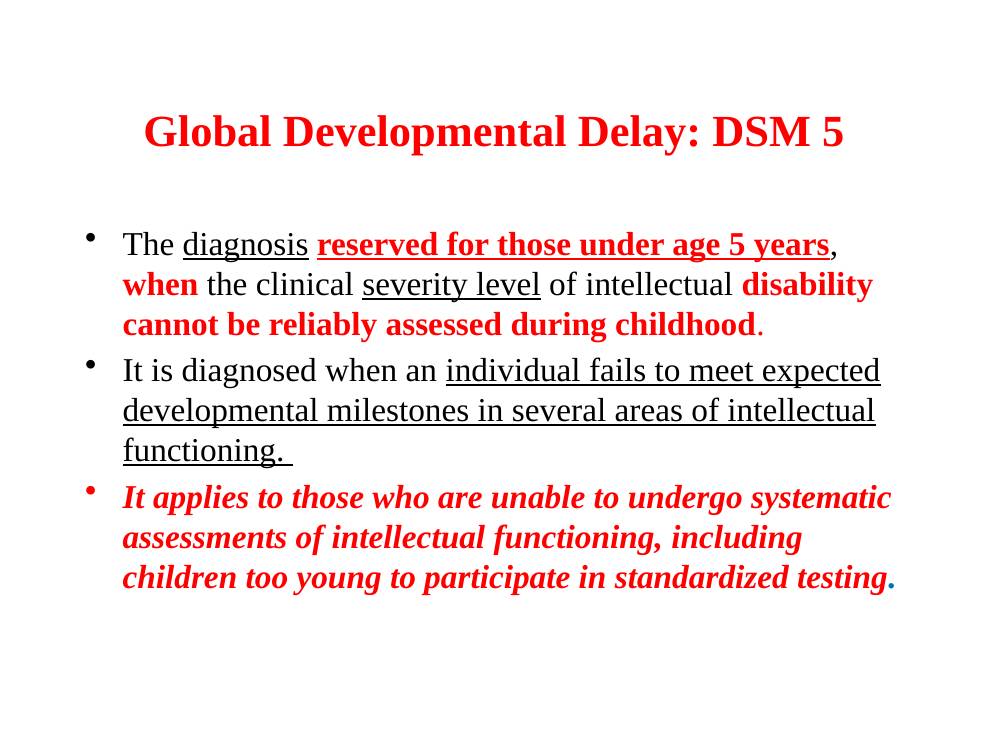 Global Developmental Delay: DSM 5
• The diagnosis reserved for those under age 5 years,
when the clinical severity level of intellectual disability
cannot be reliably assessed during childhood.
• It is diagnosed when an individual fails to meet expected
developmental milestones in several areas of intellectual
functioning.
• It applies to those who are unable to undergo systematic
assessments of intellectual functioning, including
children too young to participate in standardized testing.